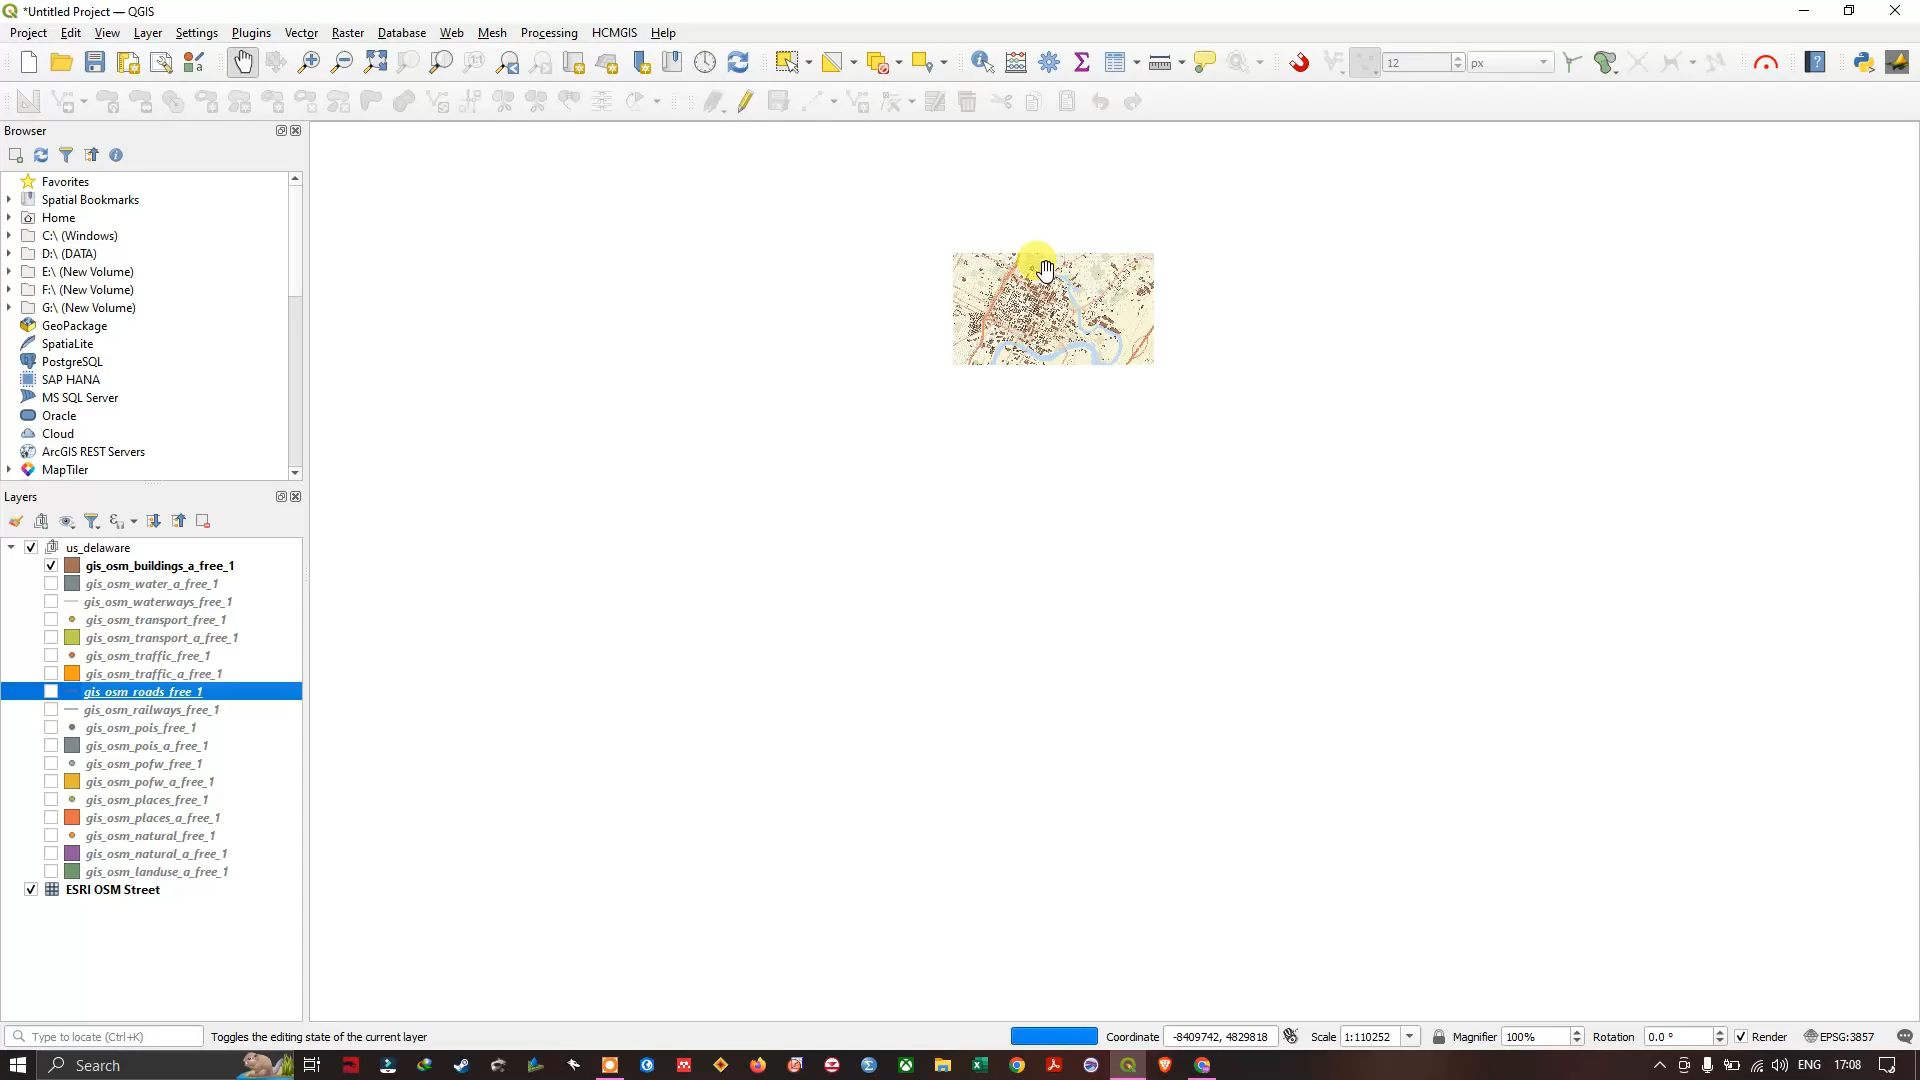 *Untitled Project — QGIS
Project Edit View Layer Settings Plugins Vector Raster Database Web Mesh Processing HCMGIS Help
12 px
Browser
Favorites
Spatial Bookmarks
Home
C:\ (Windows)
D:\ (DATA)
E:\ (New Volume)
F:\ (New Volume)
G:\ (New Volume)
GeoPackage
SpatiaLite
PostgreSQL
SAP HANA
MS SQL Server
Oracle
Cloud
ArcGIS REST Servers
MapTiler
Layers
us_delaware
gis_osm_buildings_a_free_1
gis_osm_water_a_free_1
gis_osm_waterways_free_1
gis_osm_transport_free_1
gis_osm_transport_a_free_1
gis_osm_traffic_free_1
gis_osm_traffic_a_free_1
gis_osm_roads_free_1
gis_osm_railways_free_1
gis_osm_pois_free_1
gis_osm_pois_a_free_1
gis_osm_pofw_free_1
gis_osm_pofw_a_free_1
gis_osm_places_free_1
gis_osm_places_a_free_1
gis_osm_natural_free_1
gis_osm_natural_a_free_1
gis_osm_landuse_a_free_1
ESRI OSM Street
Type to locate (Ctrl+K) Toggles the editing state of the current layer Coordinate -8409742, 4829818 Scale 1:110252 Magnifier 100% Rotation 0.0 ° Render EPSG:3857
Search ENG 17:08